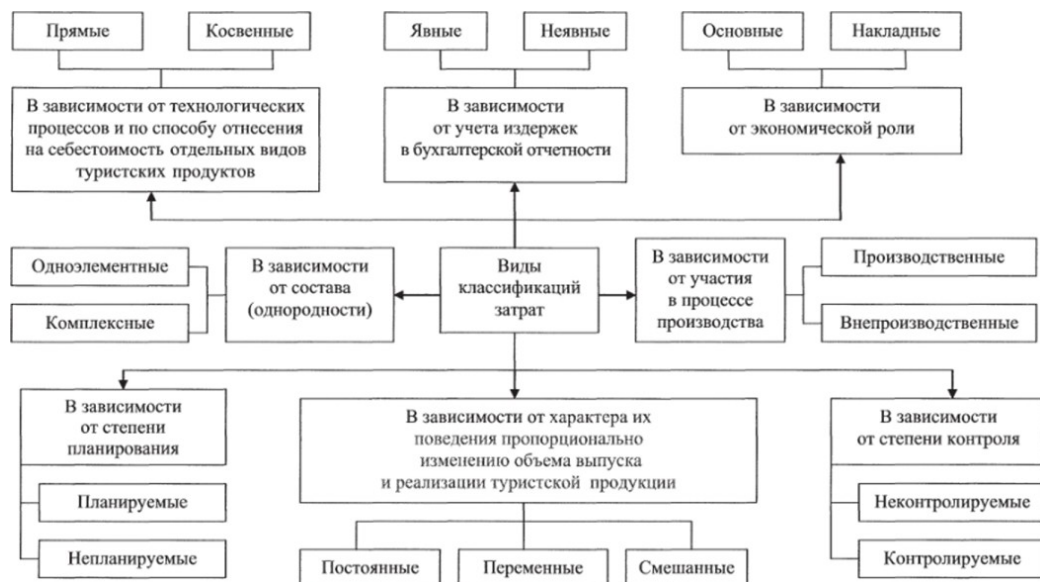 Прямые
Косвенные
Явные
Неявные
Основные
Накладные
В зависимости от технологических
процессов и по способу отнесения
на себестоимость отдельных видов
туристских продуктов
В зависимости
от учета издержек
в бухгалтерской отчетности
В зависимости
от экономической роли
Одноэлементные
Комплексные
В зависимости
от состава
(однородности)
Виды
классификаций
затрат
В зависимости
от участия
в процессе
производства
Производственные
Внепроизводственные
В зависимости
от степени
планирования
Планируемые
Непланируемые
В зависимости от характера их
поведения пропорционально
изменению объема выпуска
и реализации туристской продукции
Постоянные
Переменные
Смешанные
В зависимости
от степени контроля
Неконтролируемые
Контролируемые